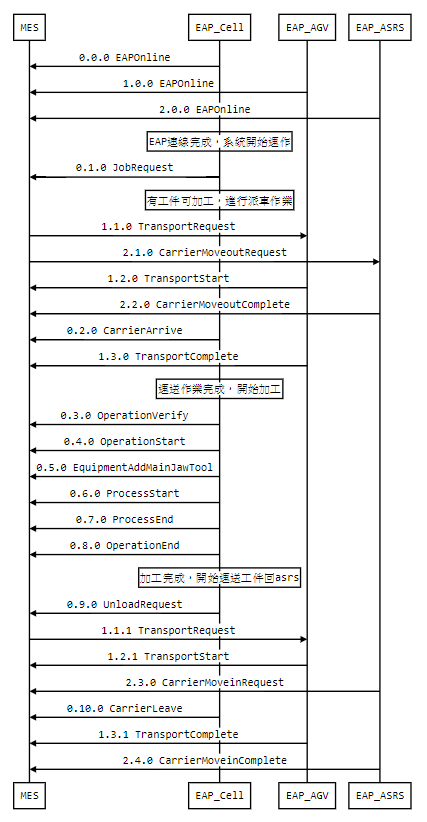 MES EAP_Cell EAP_AGV EAP_ASRS
0.0.0 EAPOnline
1.0.0 EAPOnline
2.0.0 EAPOnline
EAP連線完成，系統開始運作
0.1.0 JobRequest
有工件可加工，進行派車作業
1.1.0 TransportRequest
2.1.0 CarrierMoveoutRequest
1.2.0 TransportStart
2.2.0 CarrierMoveoutComplete
0.2.0 CarrierArrive
1.3.0 TransportComplete
運送作業完成，開始加工
0.3.0 OperationVerify
0.4.0 OperationStart
0.5.0 EquipmentAddMainJawTool
0.6.0 ProcessStart
0.7.0 ProcessEnd
0.8.0 OperationEnd
加工完成，開始運送工件回asrs
0.9.0 UnloadRequest
1.1.1 TransportRequest
1.2.1 TransportStart
2.3.0 CarrierMoveinRequest
0.10.0 CarrierLeave
1.3.1 TransportComplete
2.4.0 CarrierMoveinComplete
MES EAP_Cell EAP_AGV EAP_ASRS